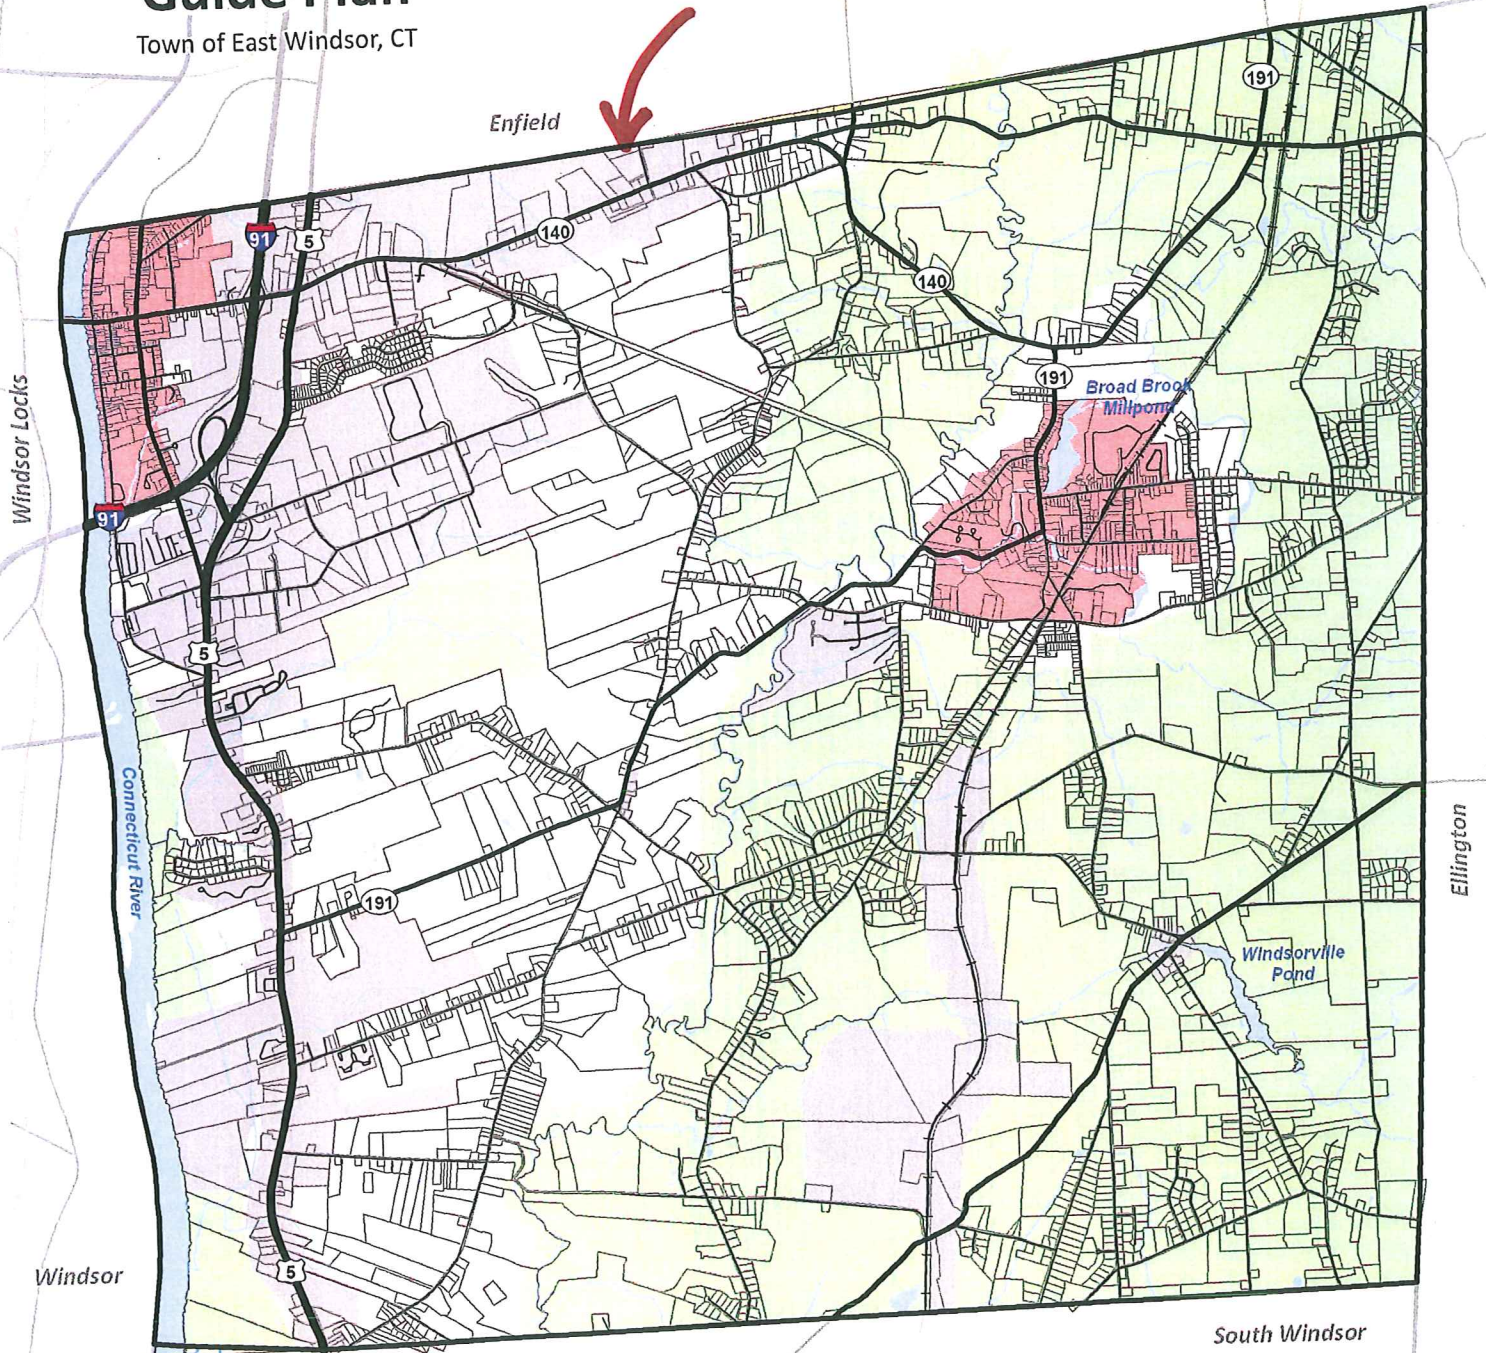 Guide Plan
Town of East Windsor, CT
Enfield
191
91
5
140
140
Windsor Locks
191
Broad Brook
Millpond
91
5
Connecticut River
191
Ellington
Windsorville
Pond
Windsor
5
South Windsor